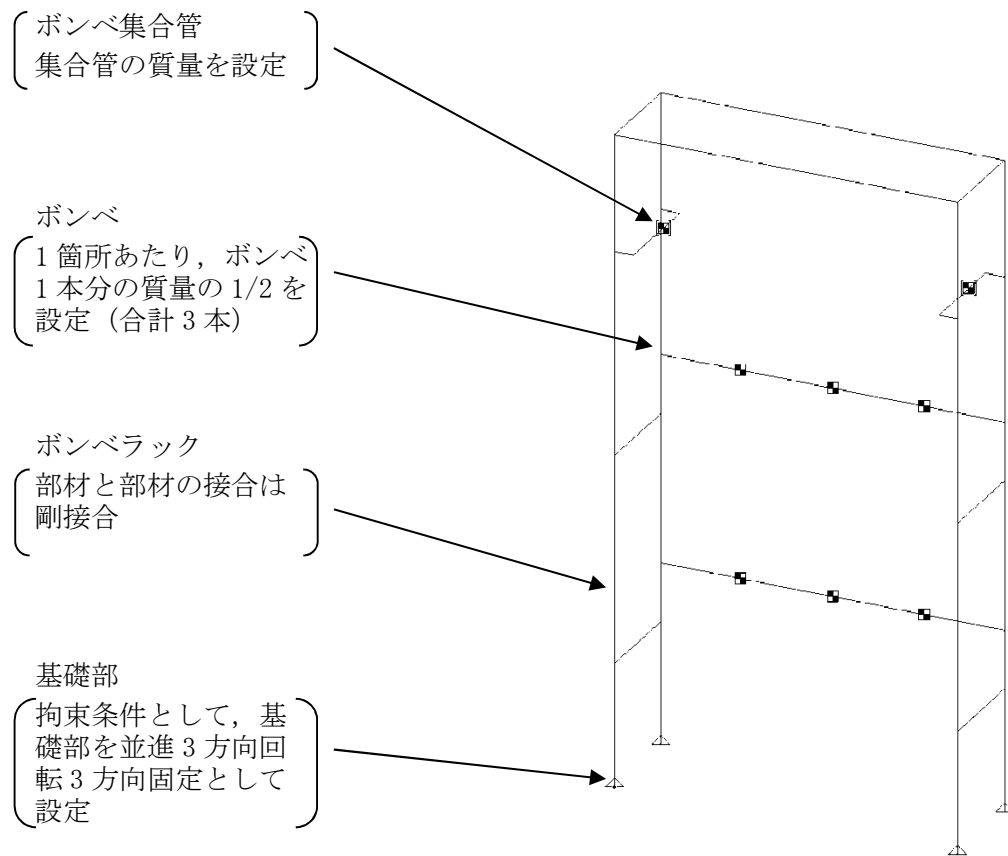 ボンベ集合管
集合管の質量を設定
ボンベ
1 箇所あたり，ボンベ
1 本分の質量の 1/2 を
設定（合計 3 本）
ボンベラック
部材と部材の接合は
剛接合
基礎部
拘束条件として，基
礎部を並進 3 方向回
転 3 方向固定として
設定